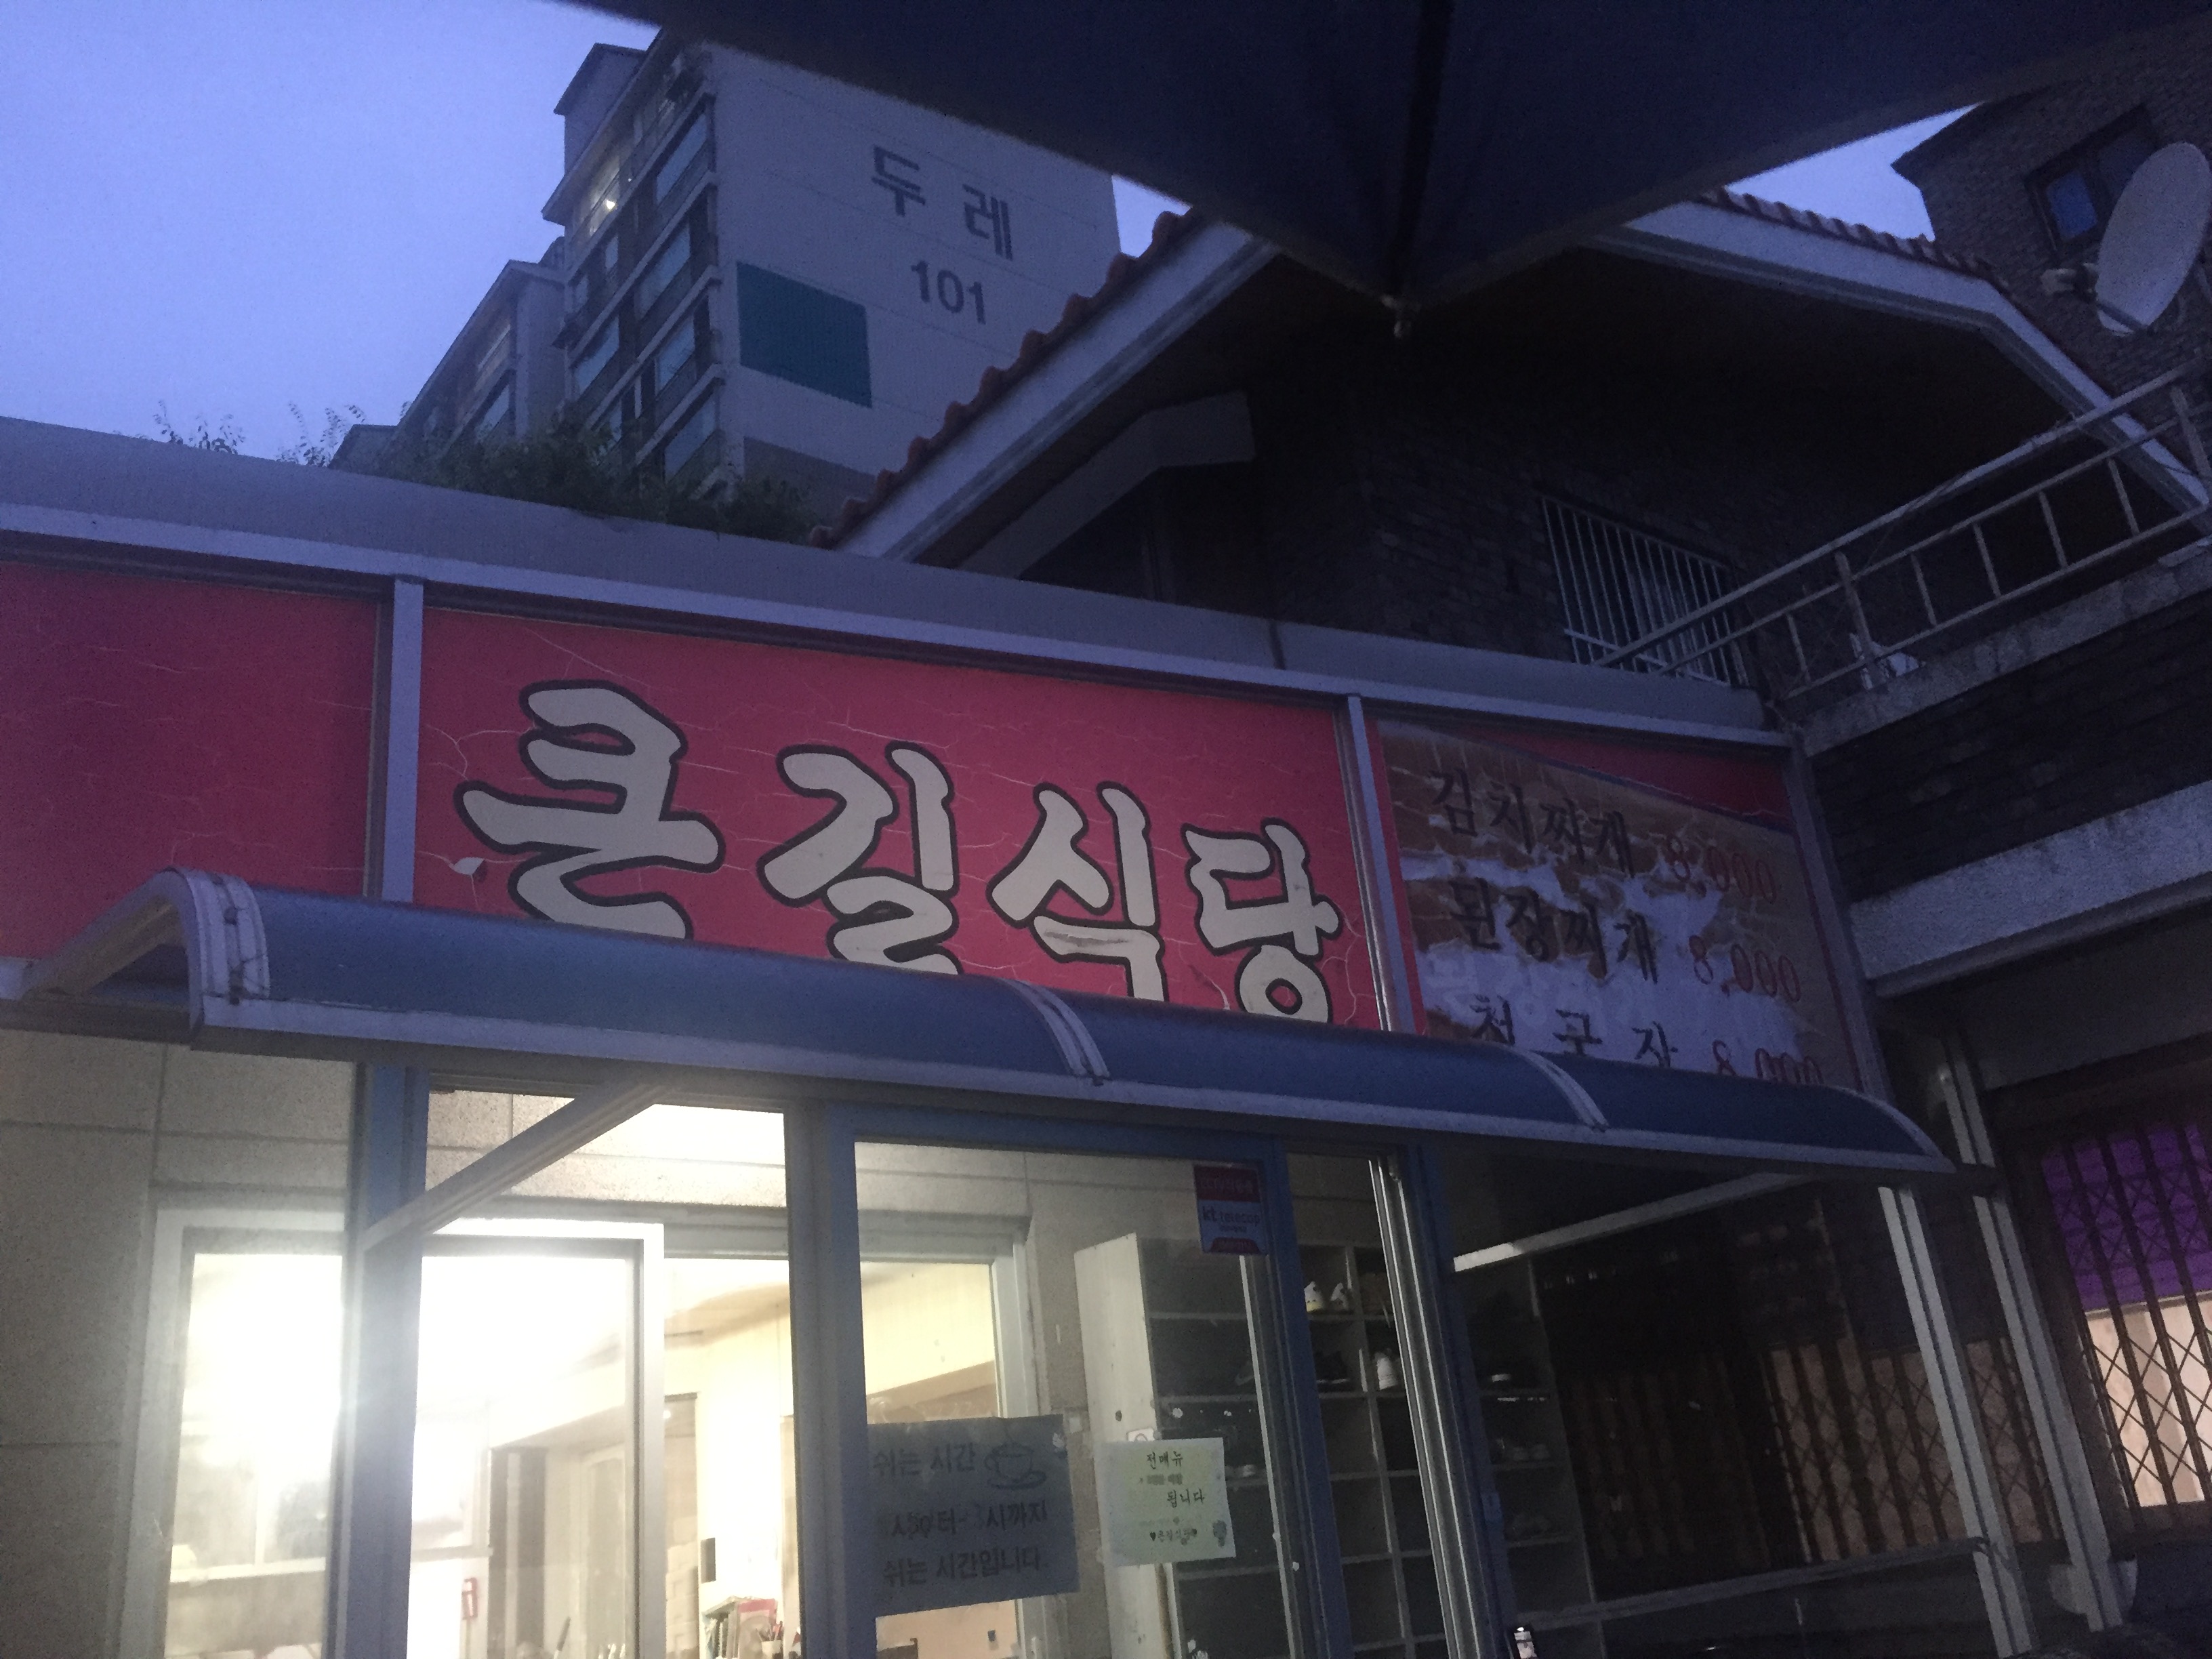 두레
101
큰길식당
김치찌개 8,000
된장찌개 8,000
청국장 8,000
쉬는 시간
시까지
쉬는 시간입니다
전메뉴
됩니다
kt telecop